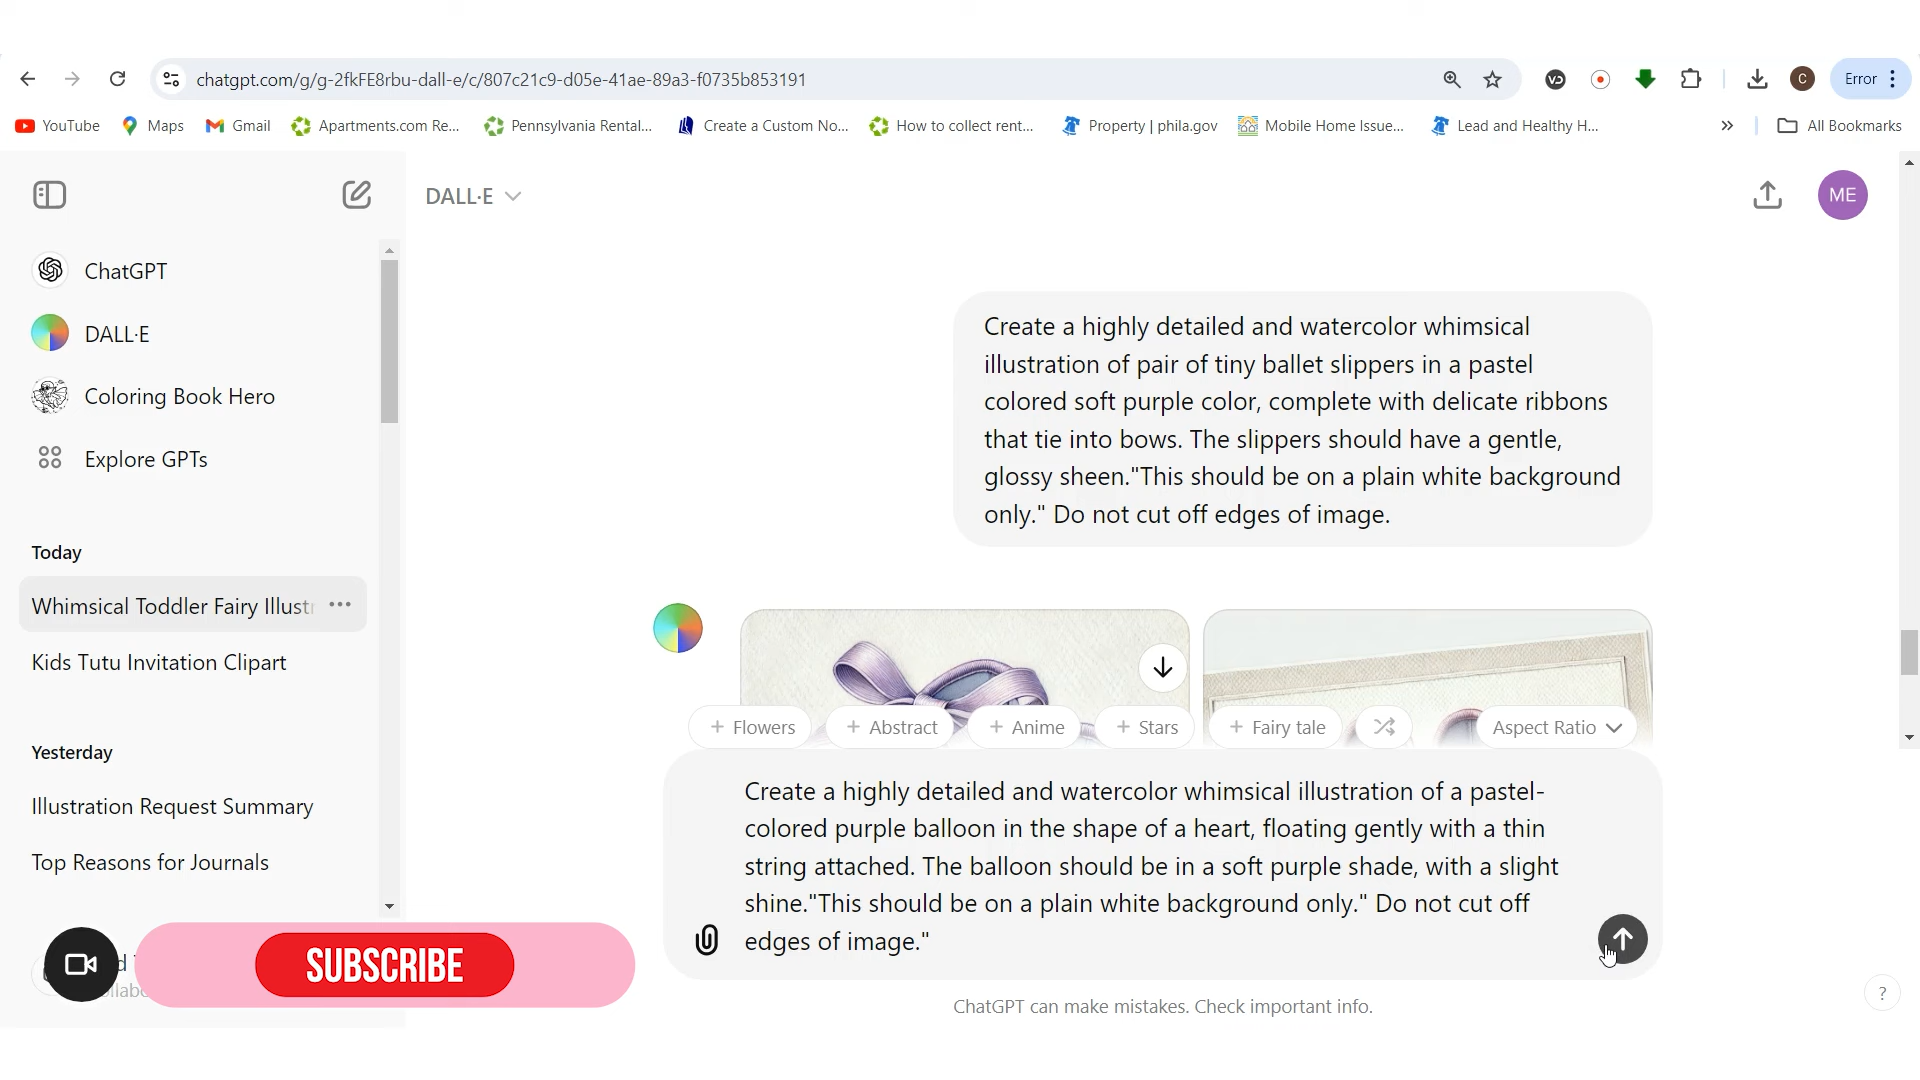 chatgpt.com/g/g-2fkFE8rbu-dall-e/c/807c21c9-d05e-41ae-89a3-f0735b853191
C
Error
YouTube
Maps
Gmail
Apartments.com Re...
Pennsylvania Rental...
Create a Custom No...
How to collect rent...
Property | phila.gov
Mobile Home Issue...
Lead and Healthy H...
All Bookmarks
DALL·E
ME
ChatGPT
DALL·E
Coloring Book Hero
Explore GPTs
Today
Whimsical Toddler Fairy Illust
Kids Tutu Invitation Clipart
Yesterday
Illustration Request Summary
Top Reasons for Journals
SUBSCRIBE
Create a highly detailed and watercolor whimsical
illustration of pair of tiny ballet slippers in a pastel
colored soft purple color, complete with delicate ribbons
that tie into bows. The slippers should have a gentle,
glossy sheen."This should be on a plain white background
only." Do not cut off edges of image.
+ Flowers
+ Abstract
+ Anime
+ Stars
+ Fairy tale
Aspect Ratio
Create a highly detailed and watercolor whimsical illustration of a pastel-
colored purple balloon in the shape of a heart, floating gently with a thin
string attached. The balloon should be in a soft purple shade, with a slight
shine."This should be on a plain white background only." Do not cut off
edges of image."
ChatGPT can make mistakes. Check important info.
?